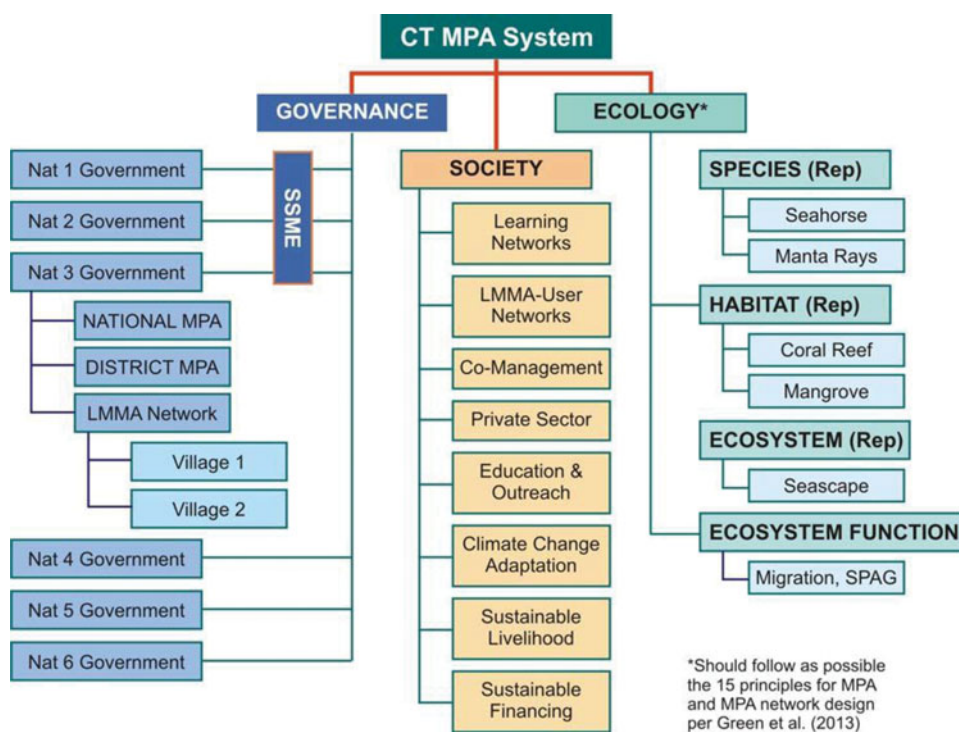 CT MPA System
GOVERNANCE
Nat 1 Government
Nat 2 Government
Nat 3 Government
SSME
NATIONAL MPA
DISTRICT MPA
LMMA Network
Village 1
Village 2
Nat 4 Government
Nat 5 Government
Nat 6 Government
SOCIETY
Learning
Networks
LMMA-User
Networks
Co-Management
Private Sector
Education &
Outreach
Climate Change
Adaptation
Sustainable
Livelihood
Sustainable
Financing
ECOLOGY*
SPECIES (Rep)
Seahorse
Manta Rays
HABITAT (Rep)
Coral Reef
Mangrove
ECOSYSTEM (Rep)
Seascape
ECOSYSTEM FUNCTION
Migration, SPAG
*Should follow as possible
the 15 principles for MPA
and MPA network design
per Green et al. (2013)